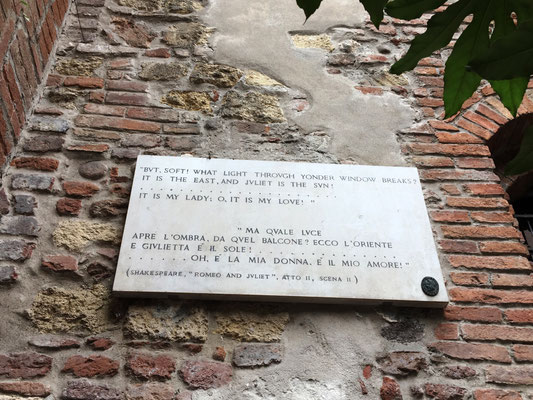 "BVT, SOFT! WHAT LIGHT THROVGH YONDER WINDOW BREAKS?
IT IS THE EAST, AND JVLIET IS THE SVN!
. . . . . . . . . . . . . . . . . . . . . . . .
IT IS MY LADY; O, IT IS MY LOVE! "
"MA QVALE LVCE
APRE L'OMBRA, DA QVEL BALCONE? ECCO L'ORIENTE
E GIVLIETTA È IL SOLE! . . . . . . . . . . . . . . .
. . . . . . . . OH, È LA MIA DONNA, È IL MIO AMORE!"
(SHAKESPEARE, "ROMEO AND JVLIET", ATTO II, SCENA II)